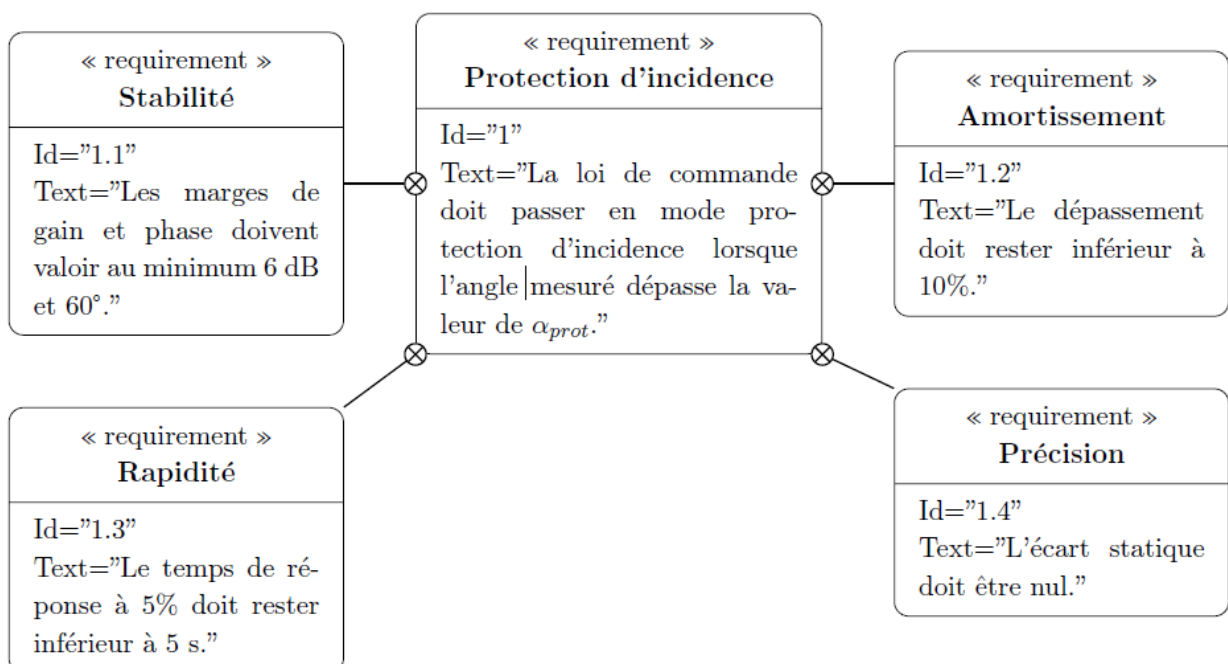 « requirement »
Stabilité
Id="1.1"
Text="Les marges de
gain et phase doivent
valoir au minimum 6 dB
et 60°."
« requirement »
Protection d'incidence
Id="1"
Text="La loi de commande
doit passer en mode pro-
tection d'incidence lorsque
l'angle mesuré dépasse la va-
leur de αprot."
« requirement »
Amortissement
Id="1.2"
Text="Le dépassement
doit rester inférieur à
10%."
« requirement »
Rapidité
Id="1.3"
Text="Le temps de ré-
ponse à 5% doit rester
inférieur à 5 s."
« requirement »
Précision
Id="1.4"
Text="L'écart statique
doit être nul."